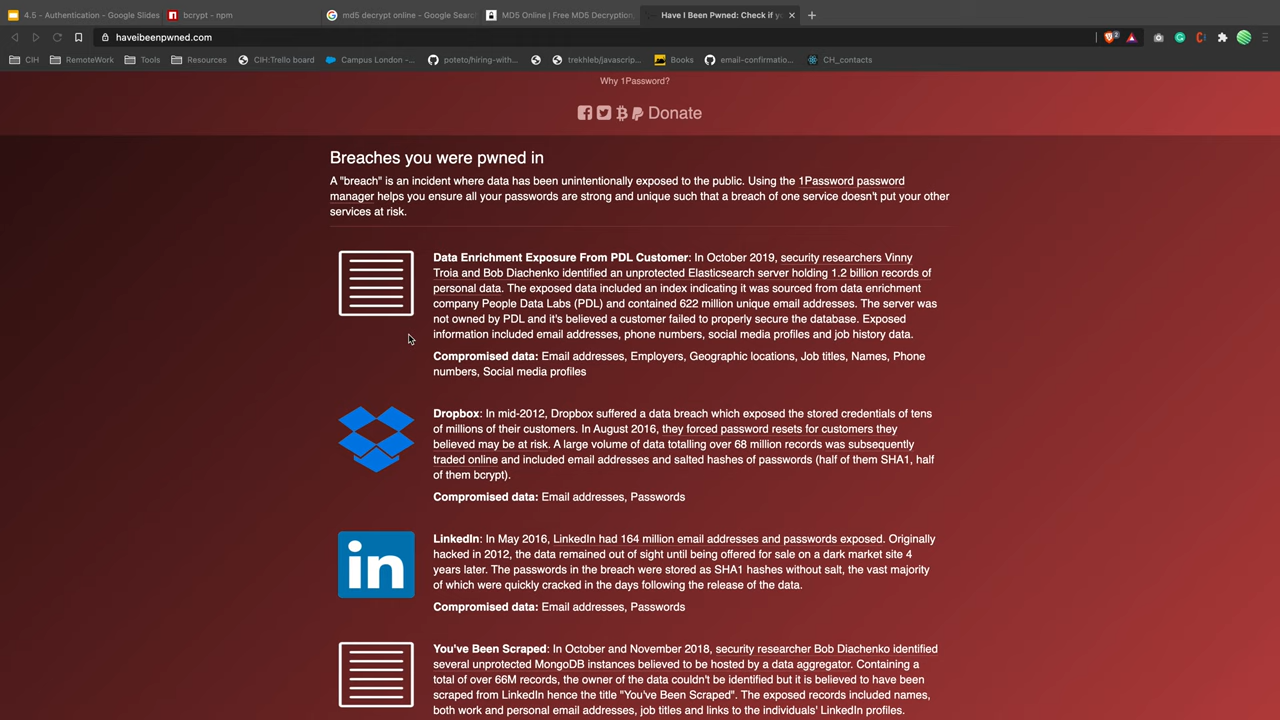 4.5 - Authentication - Google Slides
bcrypt - npm
md5 decrypt online - Google Searc
MD5 Online | Free MD5 Decryption,
Have I Been Pwned: Check if y
haveibeenpwned.com
CIH
RemoteWork
Tools
Resources
CIH:Trello board
Campus London -...
poteto/hiring-with...
trekhleb/javascrip...
Books
email-confirmatio...
CH_contacts
Why 1Password?
Donate
Breaches you were pwned in
A "breach" is an incident where data has been unintentionally exposed to the public. Using the 1Password password
manager helps you ensure all your passwords are strong and unique such that a breach of one service doesn't put your other
services at risk.
Data Enrichment Exposure From PDL Customer: In October 2019, security researchers Vinny
Troia and Bob Diachenko identified an unprotected Elasticsearch server holding 1.2 billion records of
personal data. The exposed data included an index indicating it was sourced from data enrichment
company People Data Labs (PDL) and contained 622 million unique email addresses. The server was
not owned by PDL and it's believed a customer failed to properly secure the database. Exposed
information included email addresses, phone numbers, social media profiles and job history data.
Compromised data: Email addresses, Employers, Geographic locations, Job titles, Names, Phone
numbers, Social media profiles
Dropbox: In mid-2012, Dropbox suffered a data breach which exposed the stored credentials of tens
of millions of their customers. In August 2016, they forced password resets for customers they
believed may be at risk. A large volume of data totalling over 68 million records was subsequently
traded online and included email addresses and salted hashes of passwords (half of them SHA1, half
of them bcrypt).
Compromised data: Email addresses, Passwords
in
LinkedIn: In May 2016, LinkedIn had 164 million email addresses and passwords exposed. Originally
hacked in 2012, the data remained out of sight until being offered for sale on a dark market site 4
years later. The passwords in the breach were stored as SHA1 hashes without salt, the vast majority
of which were quickly cracked in the days following the release of the data.
Compromised data: Email addresses, Passwords
You've Been Scraped: In October and November 2018, security researcher Bob Diachenko identified
several unprotected MongoDB instances believed to be hosted by a data aggregator. Containing a
total of over 66M records, the owner of the data couldn't be identified but it is believed to have been
scraped from LinkedIn hence the title "You've Been Scraped". The exposed records included names,
both work and personal email addresses, job titles and links to the individuals' LinkedIn profiles.